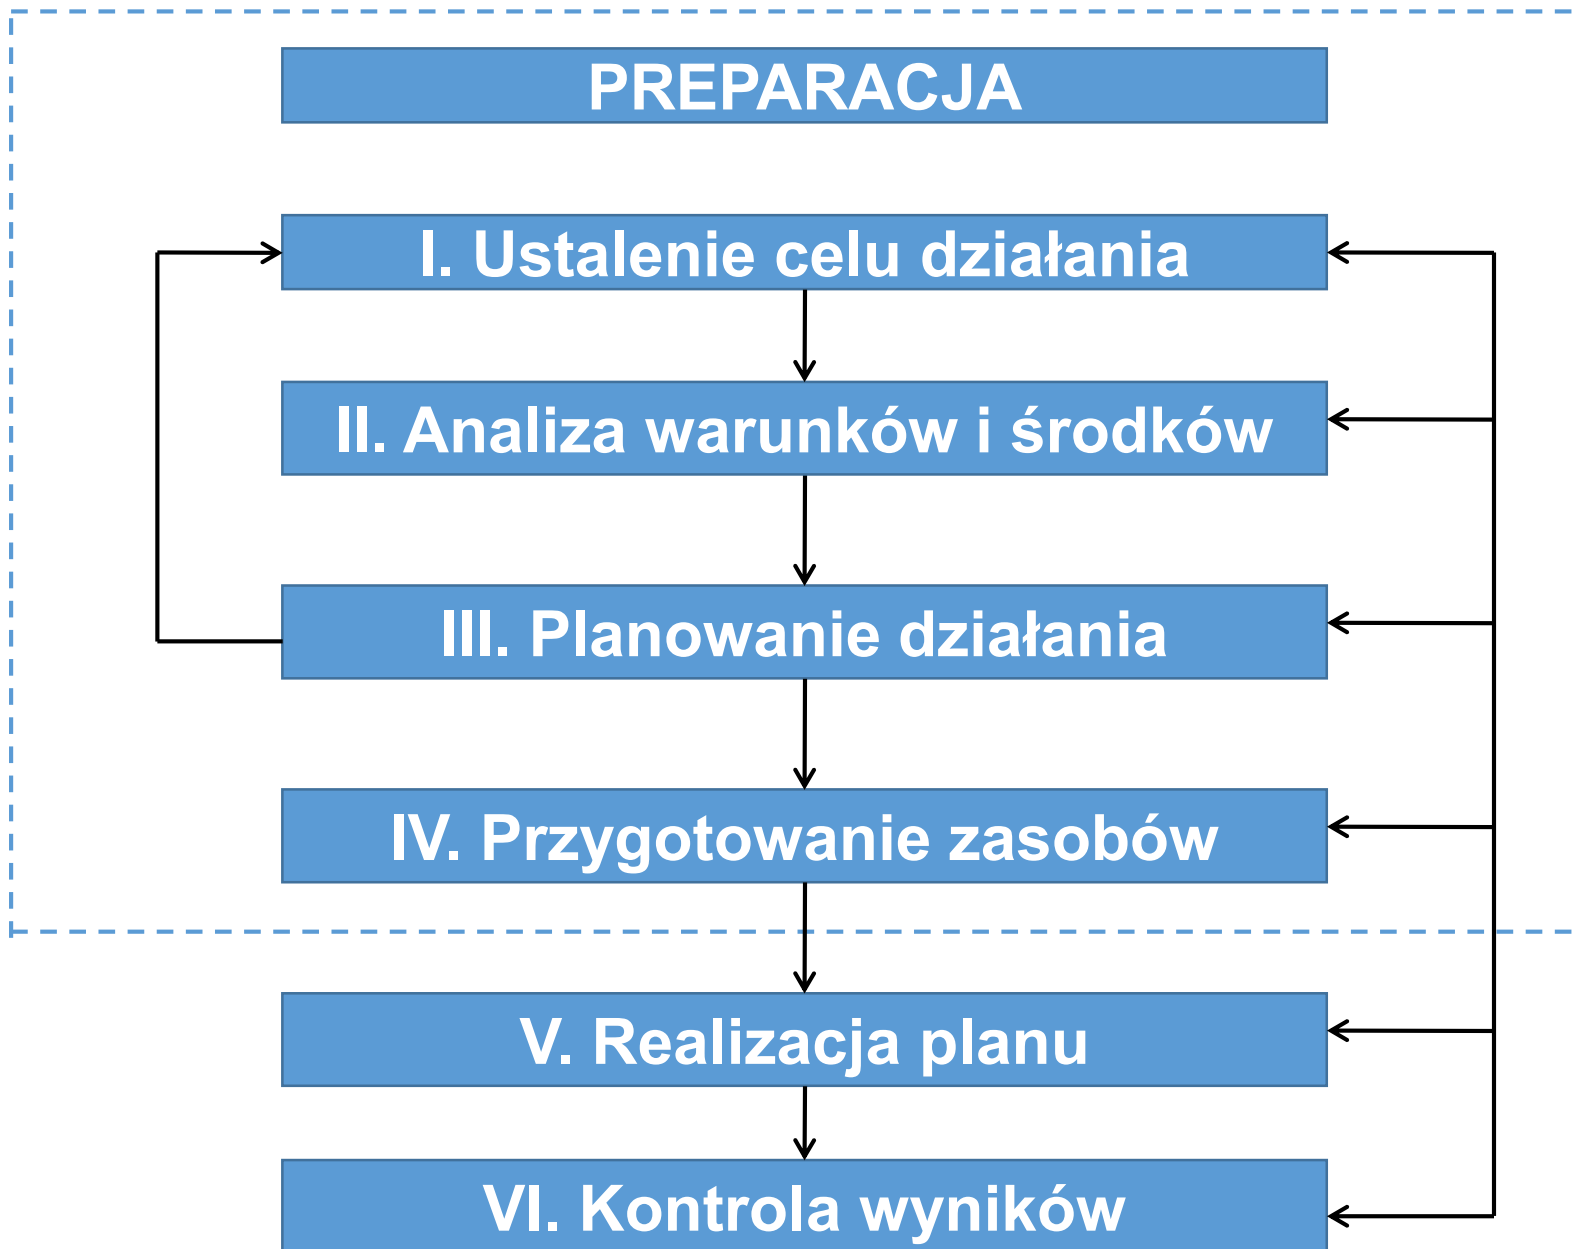 PREPARACJA
I. Ustalenie celu działania
II. Analiza warunków i środków
III. Planowanie działania
IV. Przygotowanie zasobów
V. Realizacja planu
VI. Kontrola wyników